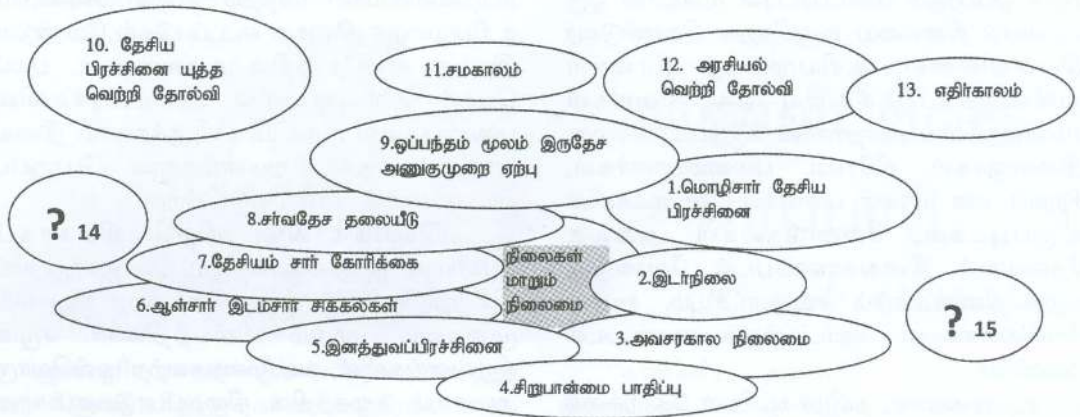 10. தேசிய
பிரச்சினை யுத்த
வெற்றி தோல்வி
11.சமகாலம்
12. அரசியல்
வெற்றி தோல்வி
13. எதிர்காலம்
9.ஒப்பந்தம் மூலம் இருதேச
அணுகுமுறை ஏற்பு
1.மொழிசார் தேசிய
பிரச்சினை
? 14
8.சர்வதேச தலையீடு
7.தேசியம் சார் கோரிக்கை
நிலைகள்
மாறும்
நிலைமை
2.இடர்நிலை
6.ஆள்சார் இடம்சார் சிக்கல்கள்
? 15
5.இனத்துவப்பிரச்சினை
3.அவசரகால நிலைமை
4.சிறுபான்மை பாதிப்பு